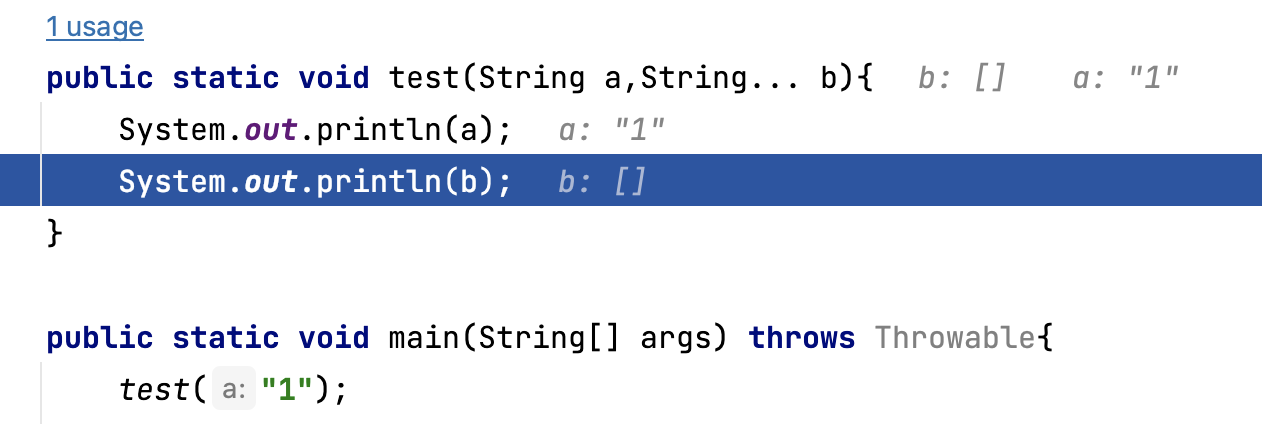 1 usage
public static void test(String a,String... b){ b: [] a: "1"
System.out.println(a); a: "1"
System.out.println(b); b: []
}
public static void main(String[] args) throws Throwable{
test( a: "1");